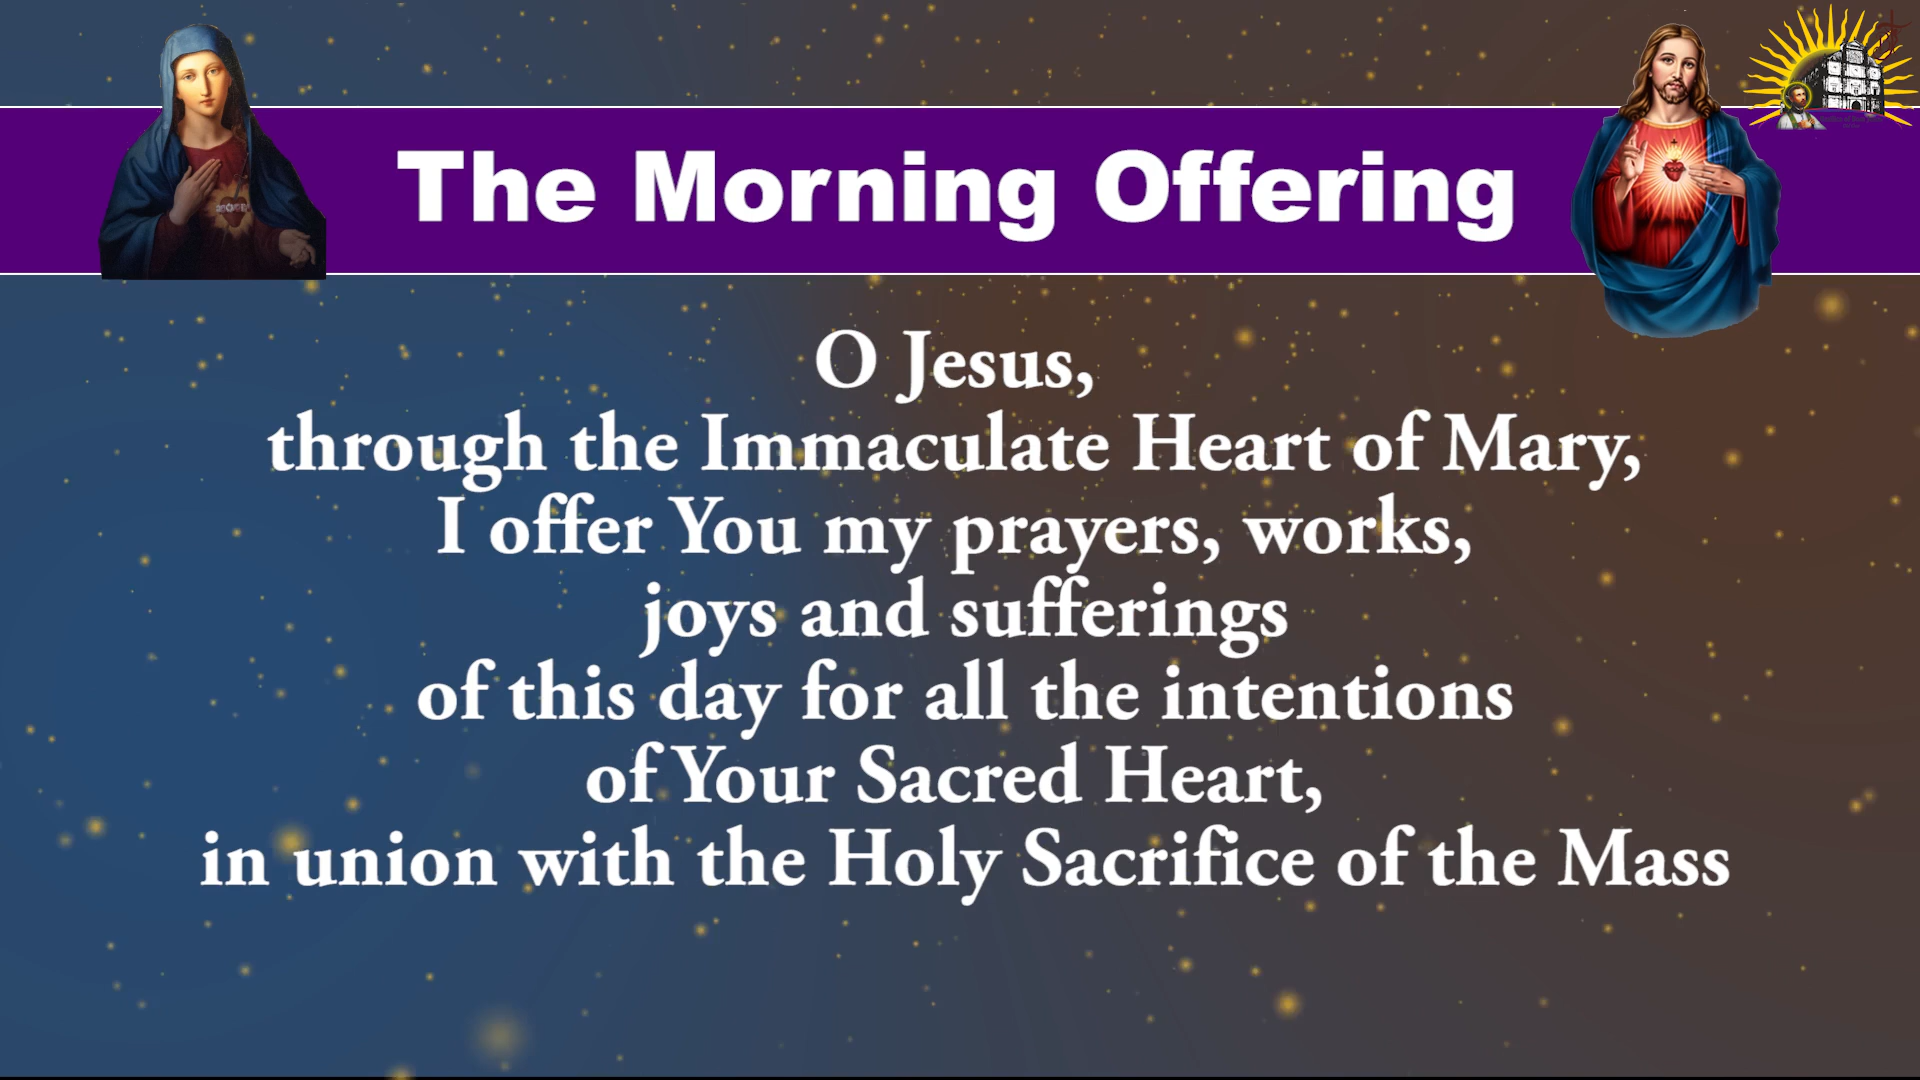 The Morning Offering
O Jesus,
through the Immaculate Heart of Mary,
I offer You my prayers, works,
joys and sufferings
of this day for all the intentions
of Your Sacred Heart,
in union with the Holy Sacrifice of the Mass